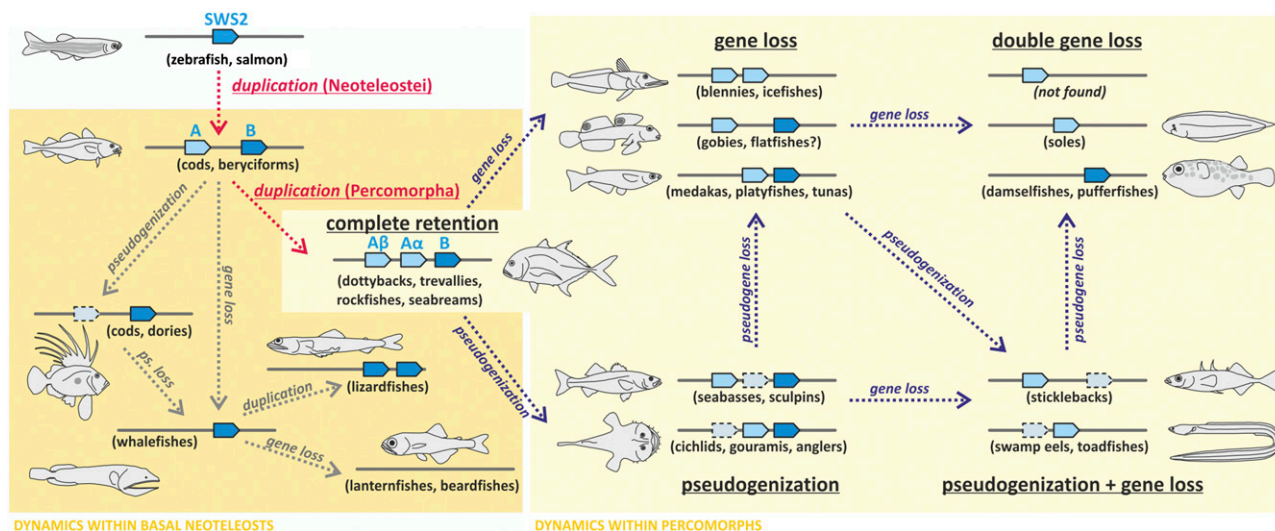 SWS2
(zebrafish, salmon)
duplication (Neoteleostei)
A B
(cods, beryciforms)
duplication (Percomorpha)
pseudogenization
gene loss
complete retention
Aβ Aα B
(dottybacks, trevallies,
rockfishes, seabreams)
(cods, dories)
ps. loss
(lizardfishes)
duplication
(whalefishes)
gene loss
(lanternfishes, beardfishes)
DYNAMICS WITHIN BASAL NEOTELEOSTS
gene loss
pseudogenization
gene loss
(blennies, icefishes)
(gobies, flatfishes?)
(medakas, platyfishes, tunas)
gene loss
double gene loss
(not found)
(soles)
(damselfishes, pufferfishes)
pseudogene loss
pseudogenization
pseudogene loss
(seabasses, sculpins)
(cichlids, gouramis, anglers)
pseudogenization
gene loss
(sticklebacks)
(swamp eels, toadfishes)
pseudogenization + gene loss
DYNAMICS WITHIN PERCOMORPHS